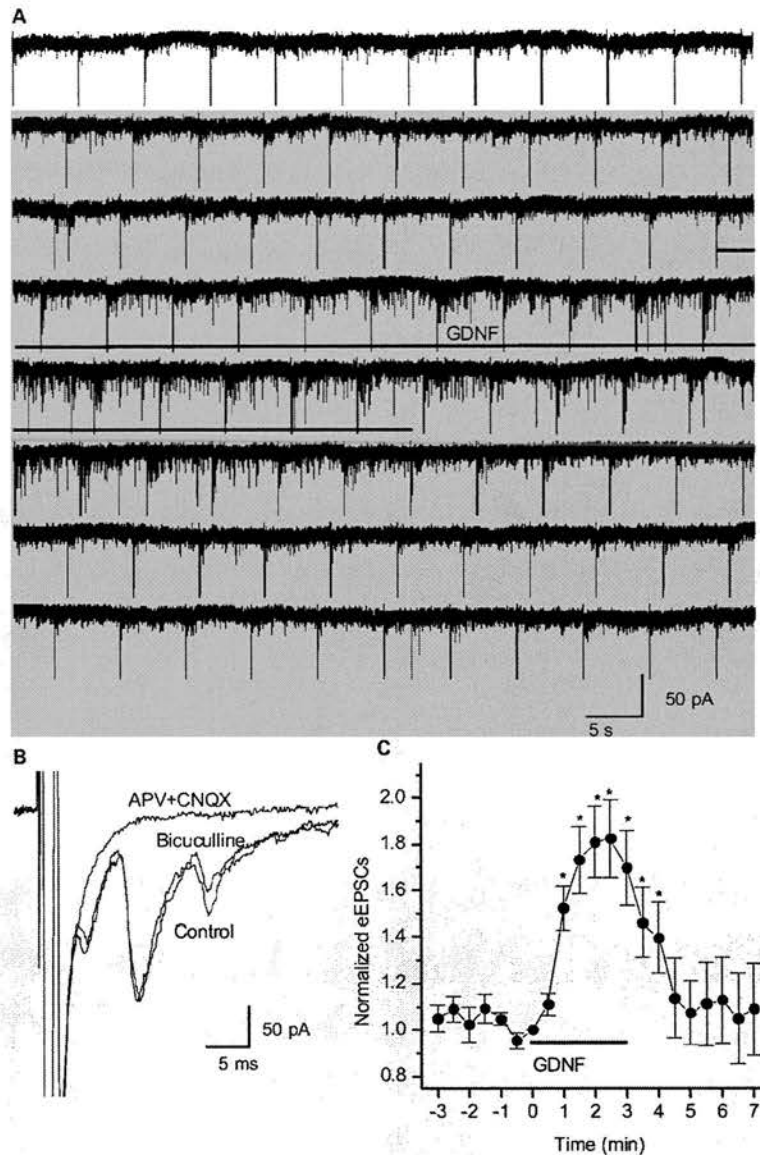 A
GDNF
50 pA
5 s
B
APV+CNQX
Bicuculline
Control
50 pA
5 ms
C
Normalized eEPSCs
2.0
1.8
1.6
1.4
1.2
1.0
0.8
* * * * * * *
GDNF
-3 -2 -1 0 1 2 3 4 5 6 7
Time (min)